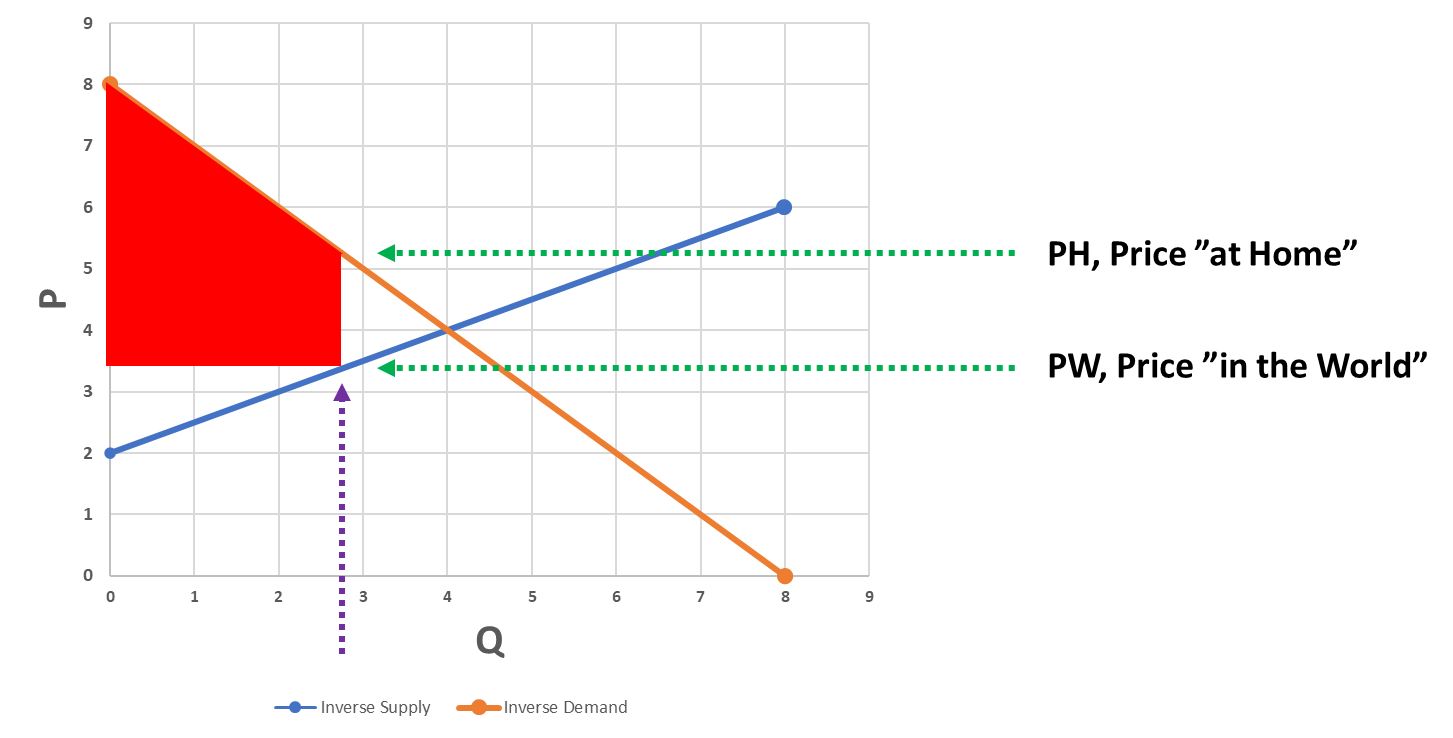 9
8
7
6
5
4
3
2
1
0
P
0 1 2 3 4 5 6 7 8 9
Q
PH, Price ”at Home”
PW, Price ”in the World”
Inverse Supply Inverse Demand